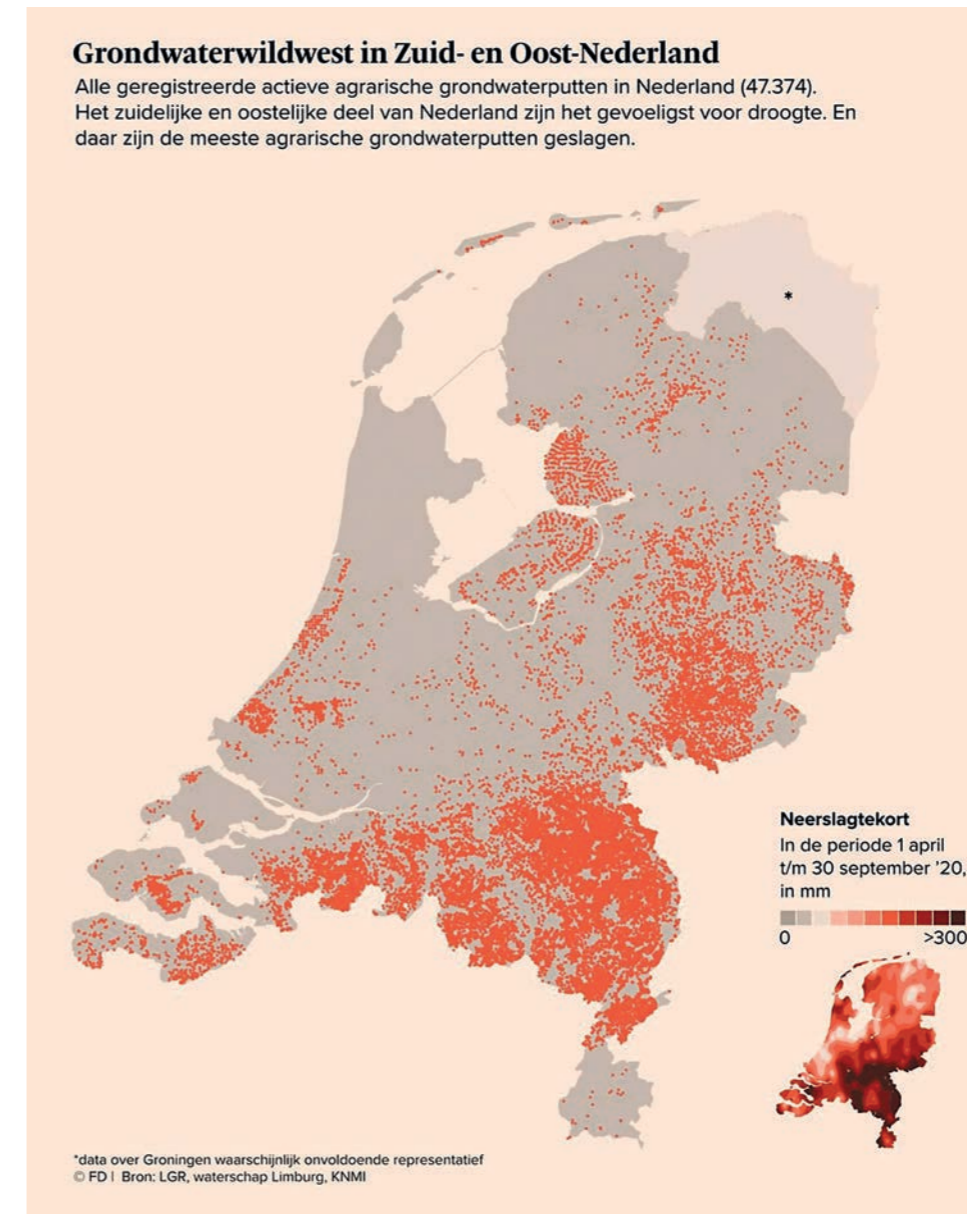 Grondwaterwildwest in Zuid- en Oost-Nederland
Alle geregistreerde actieve agrarische grondwaterputten in Nederland (47.374).
Het zuidelijke en oostelijke deel van Nederland zijn het gevoeligst voor droogte. En
daar zijn de meeste agrarische grondwaterputten geslagen.
*
Neerslagtekort
In de periode 1 april
t/m 30 september '20,
in mm
0 >300
*data over Groningen waarschijnlijk onvoldoende representatief
© FD | Bron: LGR, waterschap Limburg, KNMI